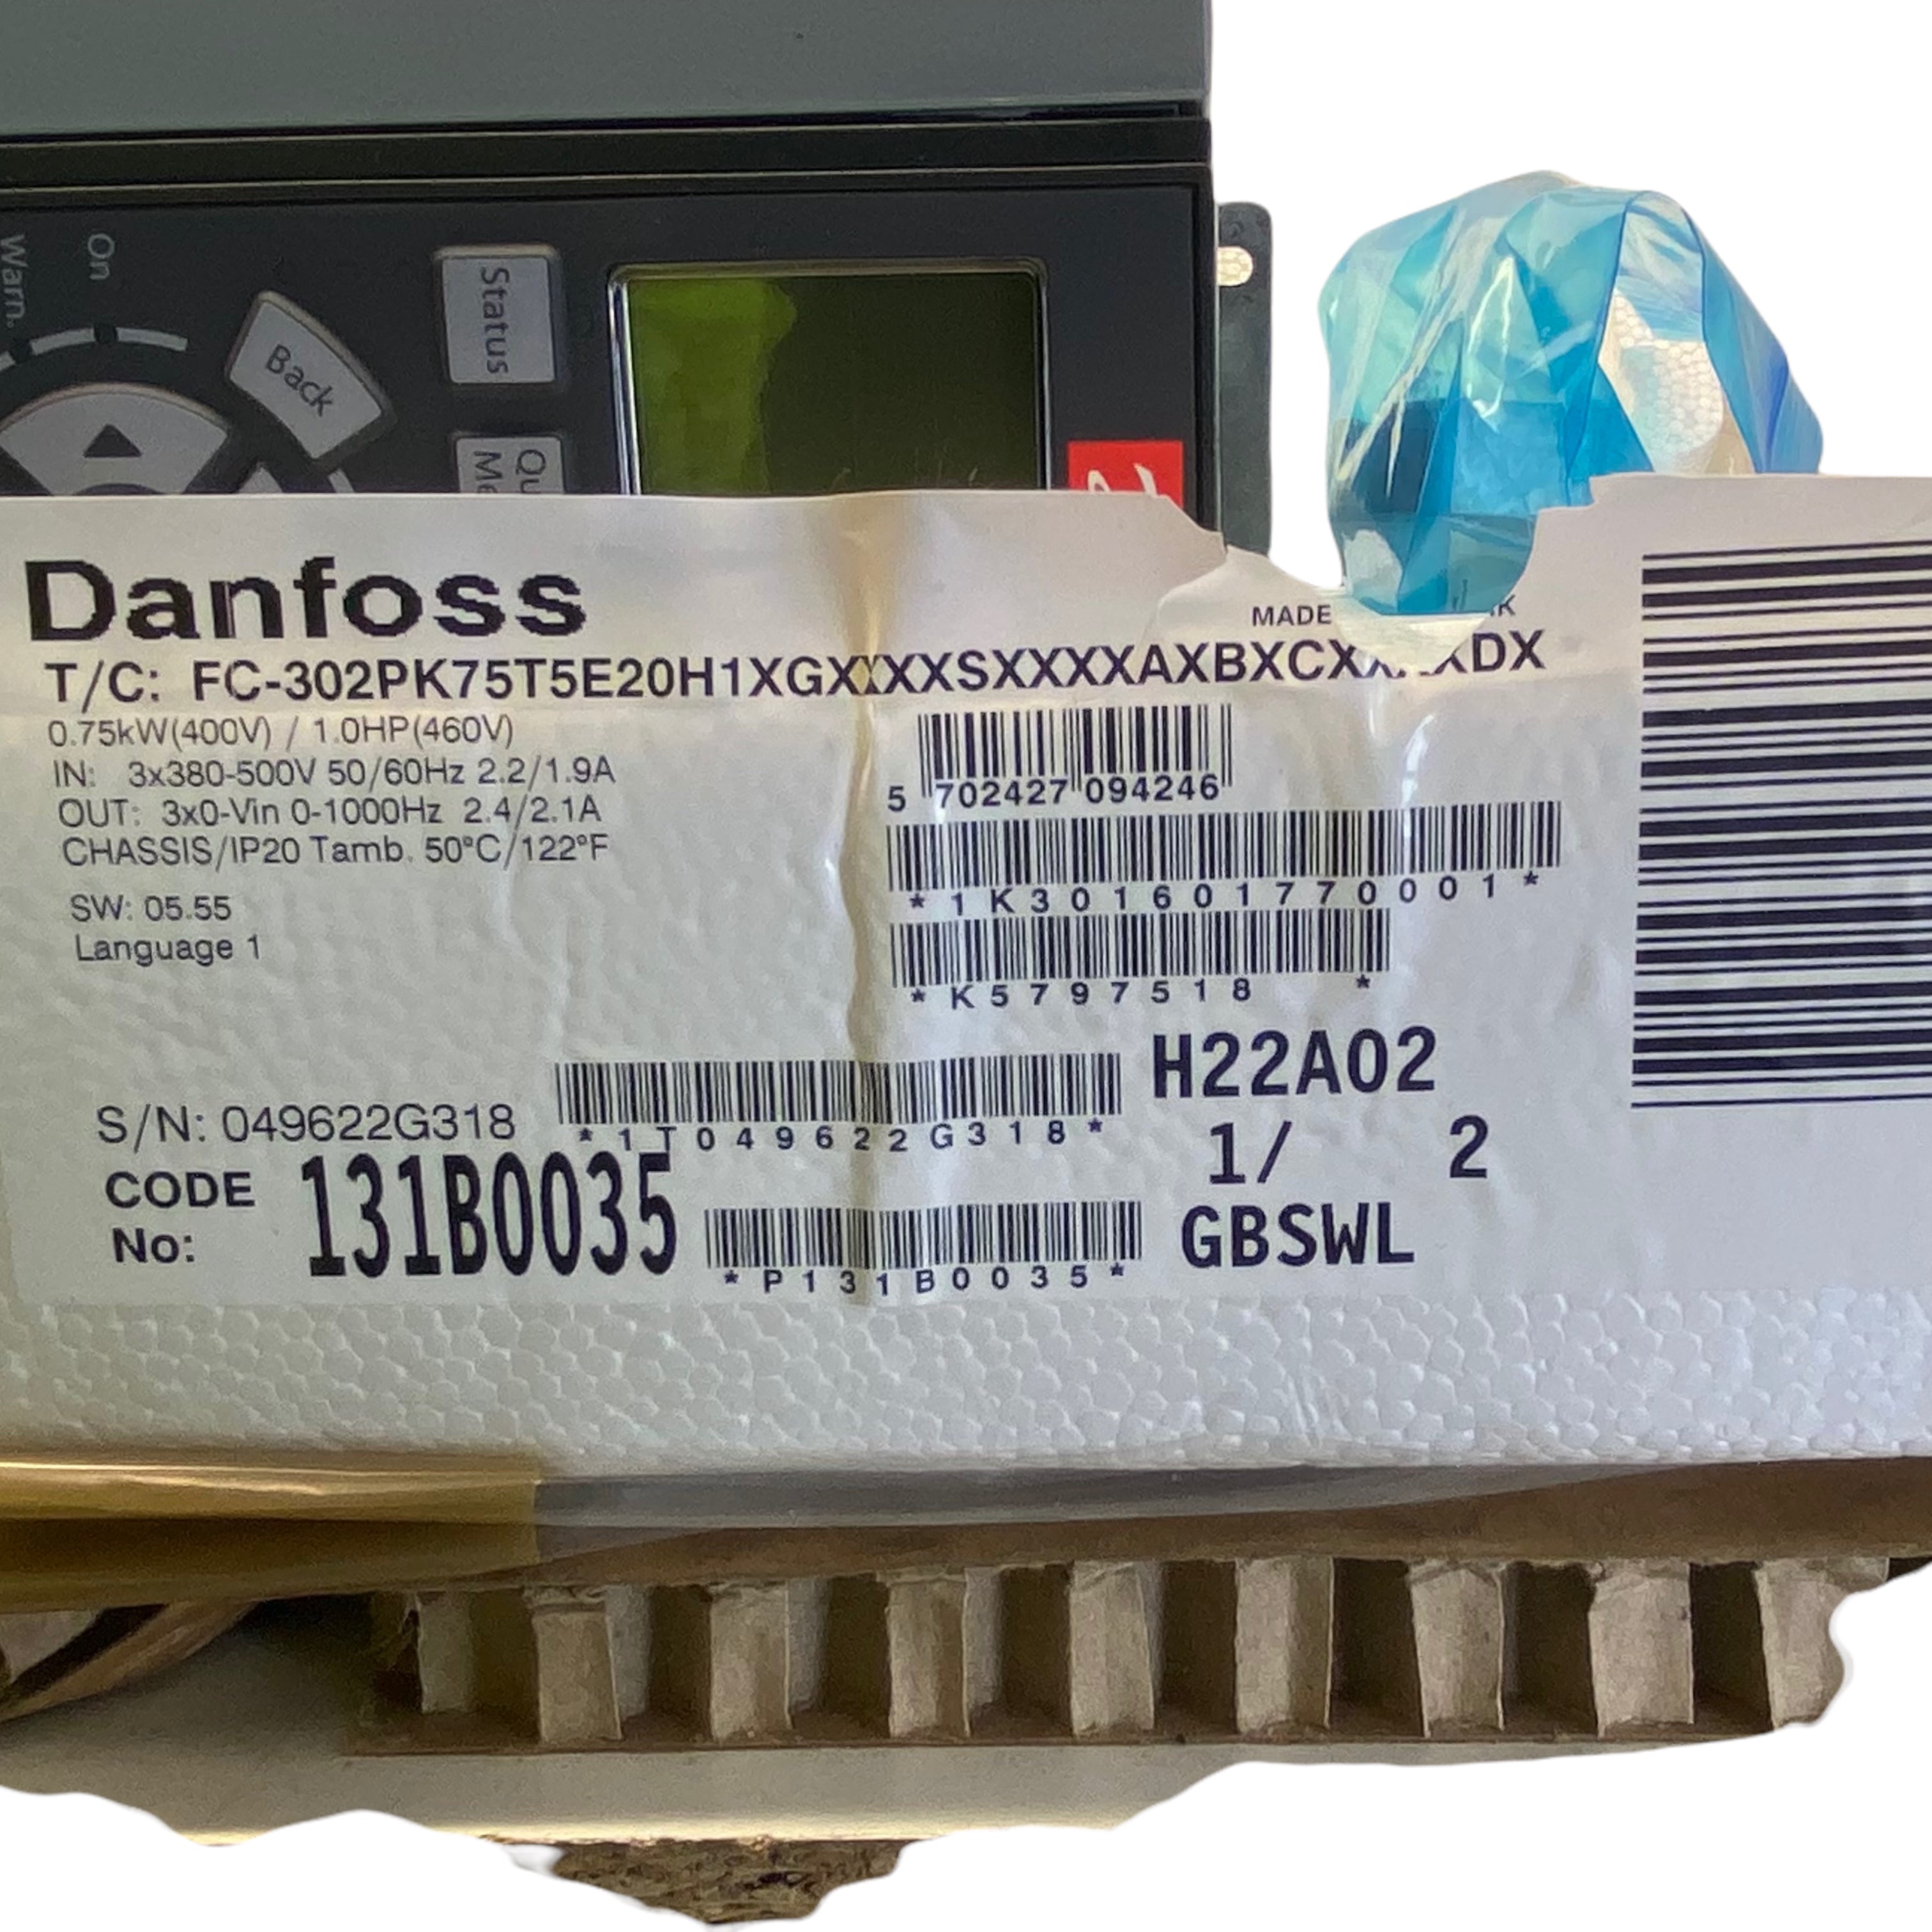 On
Warn.
Status
Back
Danfoss
MADE
T/C: FC-302PK75T5E20H1XGXXXXSXXXXAXBXCX
0.75kW(400V) / 1.0HP(460V)
IN: 3x380-500V 50/60Hz 2.2/1.9A
OUT: 3x0-Vin 0-1000Hz 2.4/2.1A
CHASSIS/IP20 Tamb. 50°C/122°F
SW: 05.55
Language 1
5 702427 094246
*1K301601770001*
*K5797518 *
H22A02
S/N: 049622G318
*1T049622G318*
1/ 2
CODE No: 131B0035
*P131B0035*
GBSWL